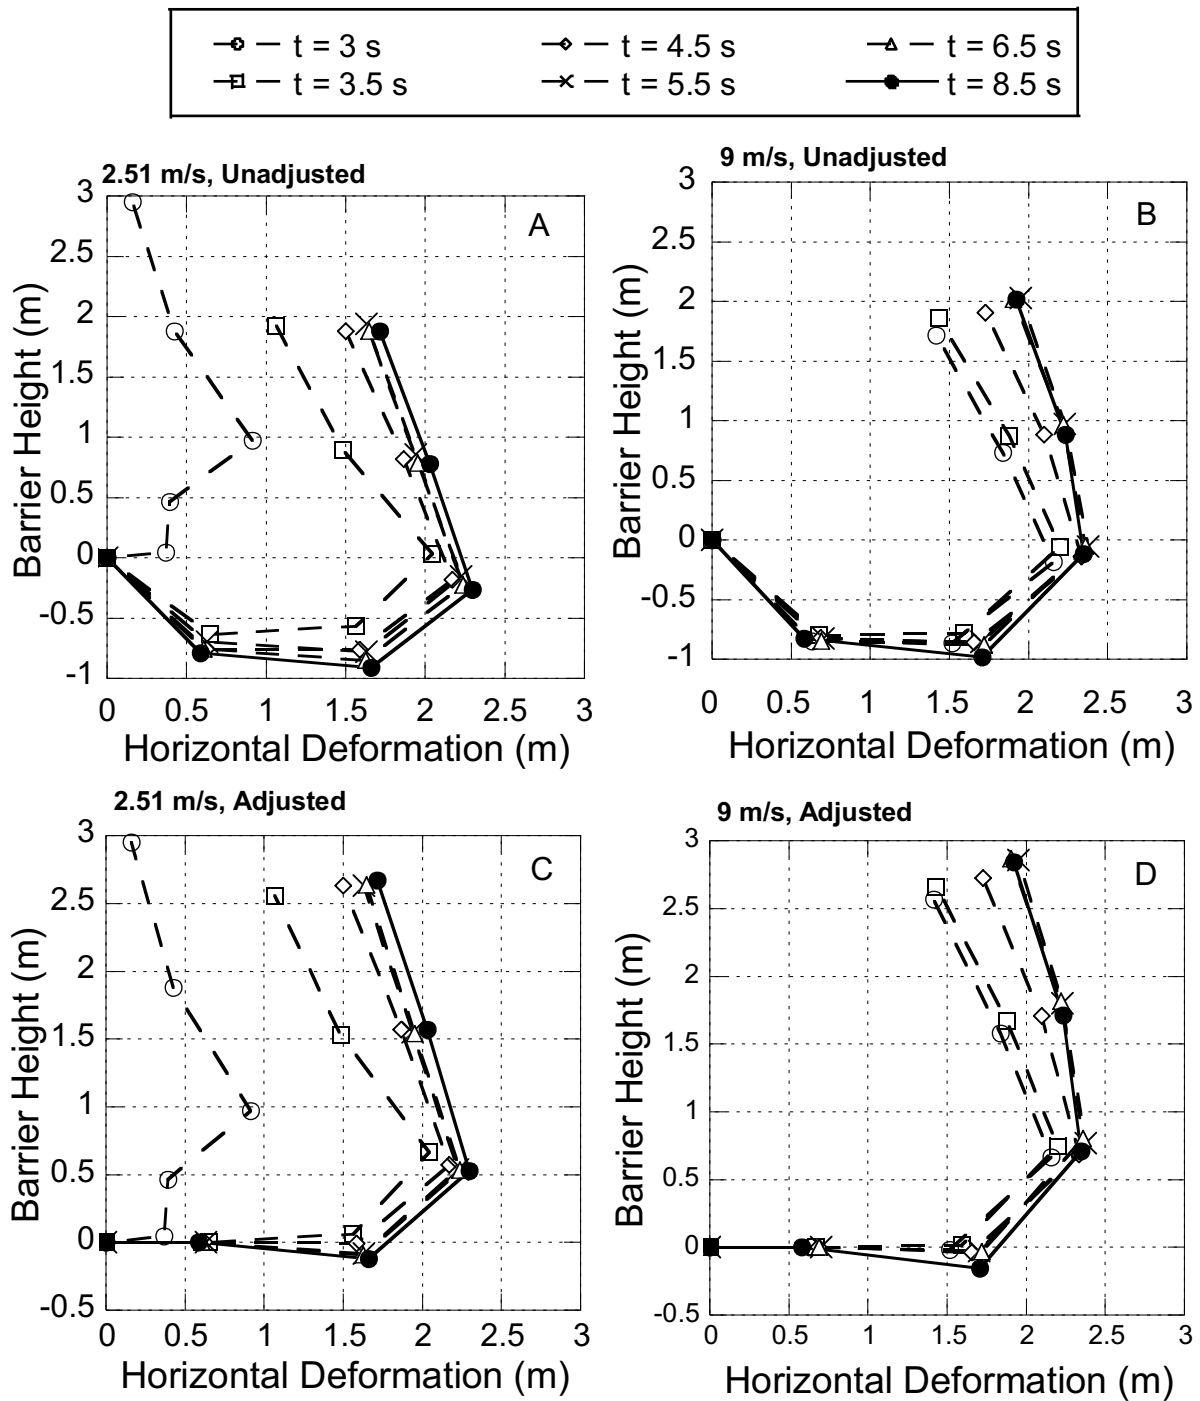 t = 3 s
t = 4.5 s
t = 6.5 s
t = 3.5 s
t = 5.5 s
t = 8.5 s
2.51 m/s, Unadjusted
A
3
2.5
2
1.5
1
0.5
0
-0.5
-1
Barrier Height (m)
0 0.5 1 1.5 2 2.5 3
Horizontal Deformation (m)
9 m/s, Unadjusted
B
3
2.5
2
1.5
1
0.5
0
-0.5
-1
Barrier Height (m)
0 0.5 1 1.5 2 2.5 3
Horizontal Deformation (m)
2.51 m/s, Adjusted
C
3
2.5
2
1.5
1
0.5
0
-0.5
Barrier Height (m)
0 0.5 1 1.5 2 2.5 3
Horizontal Deformation (m)
9 m/s, Adjusted
D
3
2.5
2
1.5
1
0.5
0
-0.5
Barrier Height (m)
0 0.5 1 1.5 2 2.5 3
Horizontal Deformation (m)